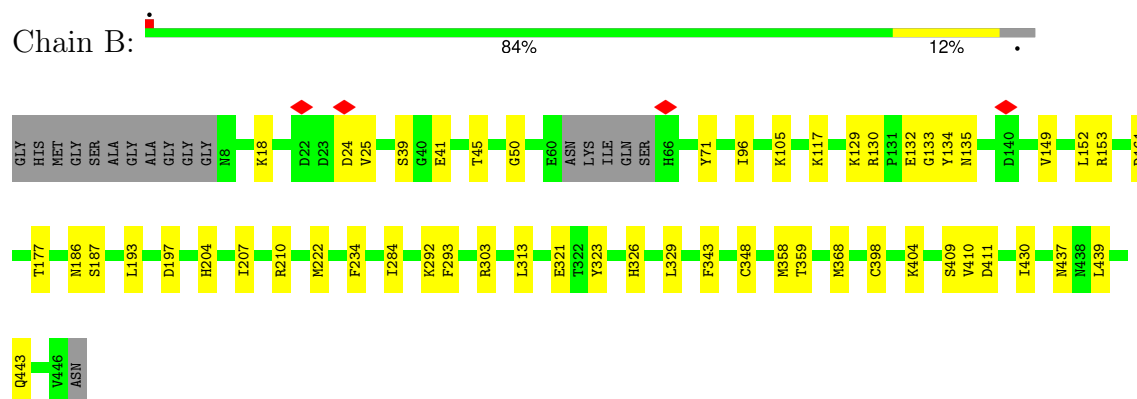 Chain B:
84%
12%
GLY HIS MET GLY SER ALA GLY ALA GLY GLY GLY N8 K18 D22 D23 D24 V25 S39 G40 E41 T45 G50 E60 ASN LYS ILE GLN SER H66 Y71 I96 K105 K117 K129 R130 P131 E132 G133 Y134 N135 D140 V149 L152 R153
T177 N186 S187 L193 D197 H204 I207 R210 M222 F234 I284 K292 F293 R303 L313 E321 T322 Y323 H326 L329 F343 C348 M358 T359 M368 C398 K404 S409 V410 D411 I430 N437 N438 L439
Q443 V446 ASN